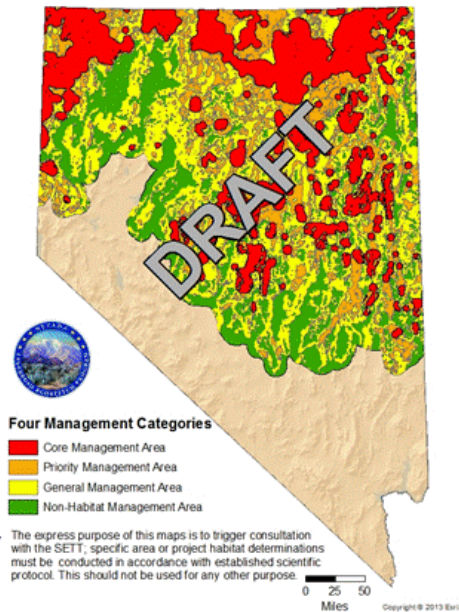 DRAFT
Four Management Categories
Core Management Area
Priority Management Area
General Management Area
Non-Habitat Management Area
The express purpose of this maps is to trigger consultation
with the SETT; specific area or project habitat determinations
must be conducted in accordance with established scientific
protocol. This should not be used for any other purpose.
0 25 50
Miles
Copyright:© 2013 Esri